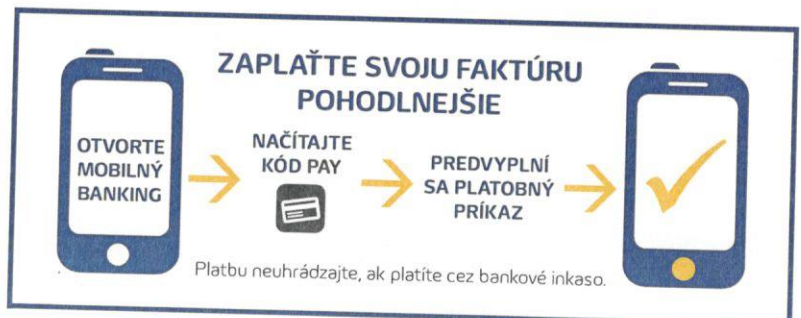 ZAPLAŤTE SVOJU FAKTÚRU
POHODLNEJŠIE
OTVORTE
MOBILNÝ
BANKING
NAČÍTAJTE
KÓD PAY
PREDVYPLNÍ
SA PLATOBNÝ
PRÍKAZ
Platbu neuhrádzajte, ak platíte cez bankové inkaso.